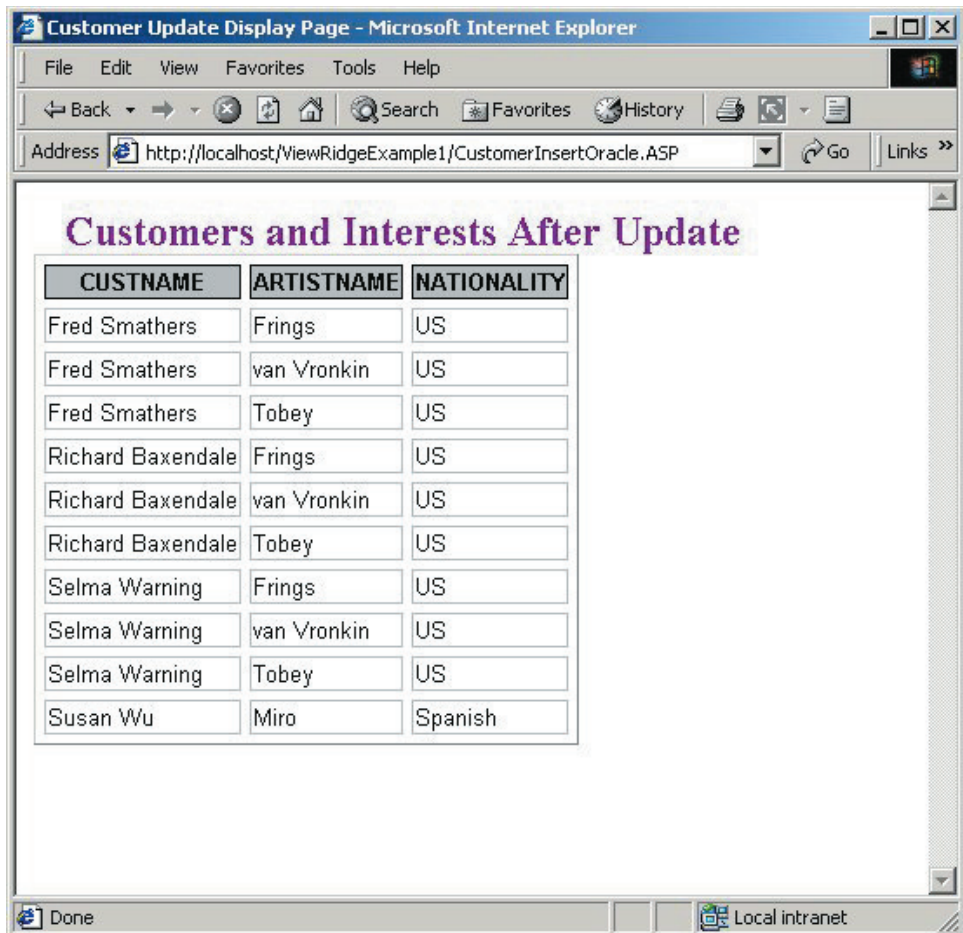 Customer Update Display Page - Microsoft Internet Explorer
File Edit View Favorites Tools Help
Back Search Favorites History
Address http://localhost/ViewRidgeExample1/CustomerInsertOracle.ASP Go Links »
Customers and Interests After Update
CUSTNAME ARTISTNAME NATIONALITY
Fred Smathers Frings US
Fred Smathers van Vronkin US
Fred Smathers Tobey US
Richard Baxendale Frings US
Richard Baxendale van Vronkin US
Richard Baxendale Tobey US
Selma Warning Frings US
Selma Warning van Vronkin US
Selma Warning Tobey US
Susan Wu Miro Spanish
Done Local intranet